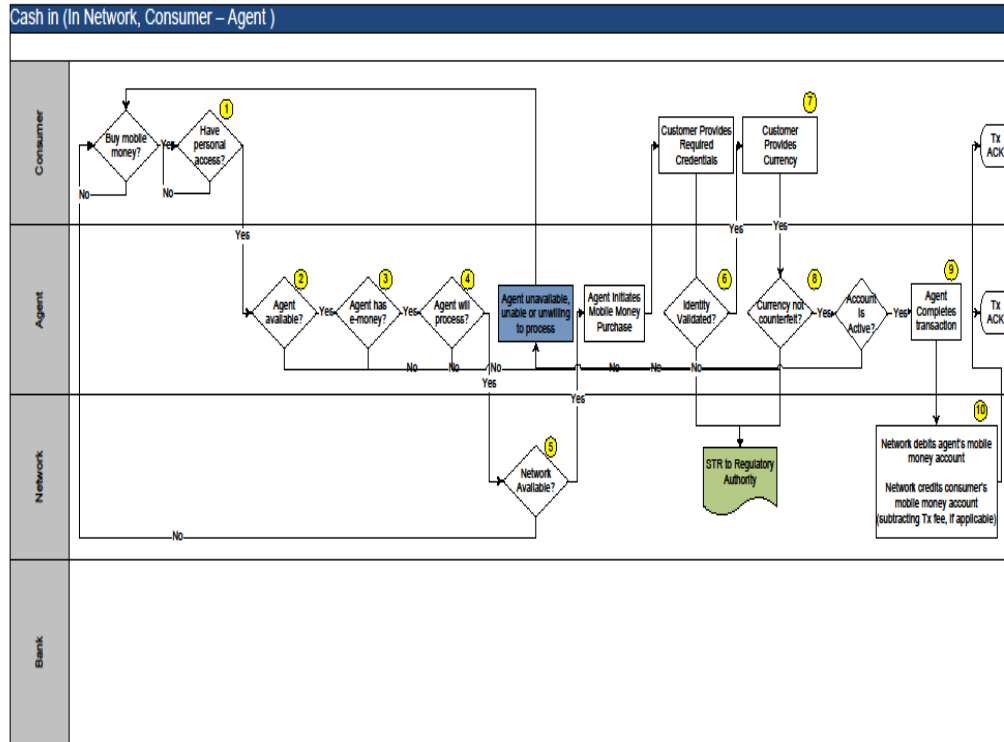 Cash in (In Network, Consumer – Agent )
Consumer
Buy mobile
money?
Yes
No
1
Have
personal
access?
No
Yes
Customer Provides
Required
Credentials
7
Customer
Provides
Currency
Yes
Yes
Tx
ACK
Agent
2
Agent
available?
Yes
3
Agent has
e-money?
Yes
4
Agent will
process?
Agent unavailable,
unable or unwilling
to process
Agent Initiates
Mobile Money
Purchase
6
Identity
Validated?
8
Currency not
counterfeit?
Yes
Account
is
Active?
Yes
9
Agent
Completes
transaction
Tx
ACK
No
No
No
No
No
No
Yes
Yes
Network
5
Network
Available?
No
STR to Regulatory
Authority
10
Network debits agent's mobile
money account
Network credits consumer's
mobile money account
(subtracting Tx fee, if applicable)
Bank